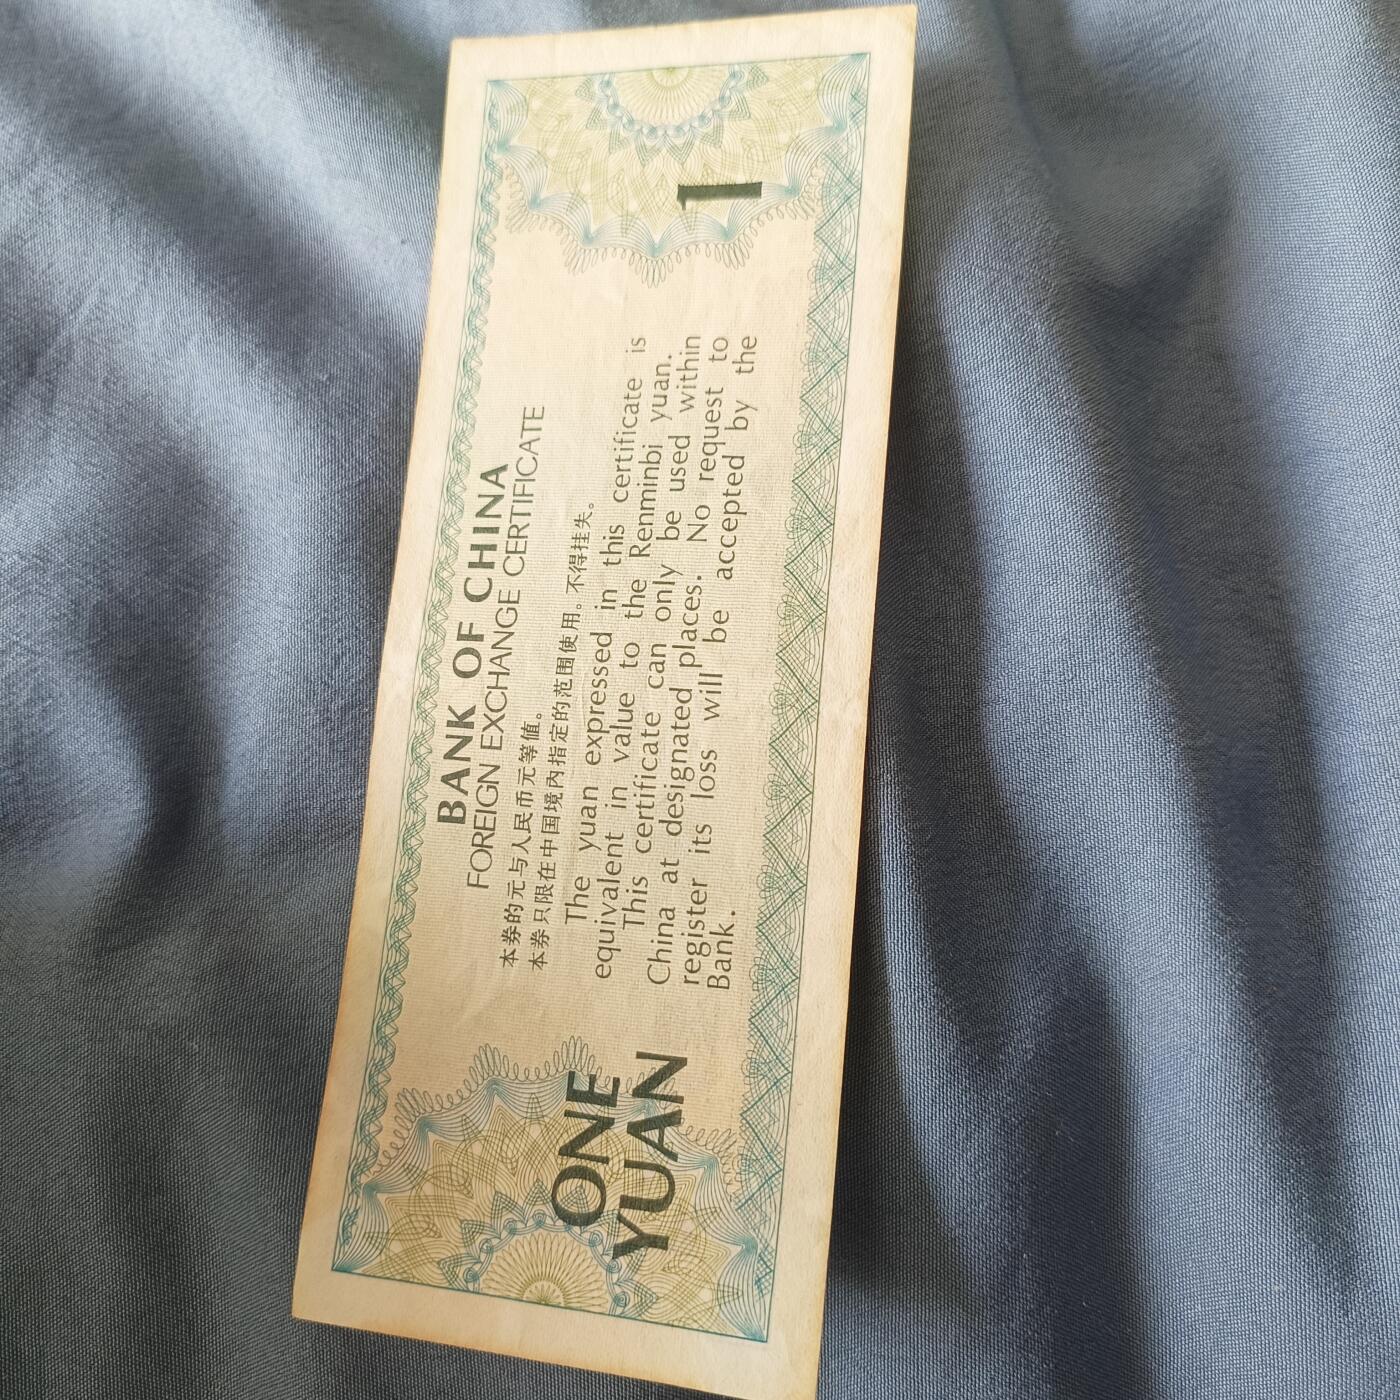 BANK OF CHINA
FOREIGN EXCHANGE CERTIFICATE
本券的元与人民币元等值。
本券只限在中国境内指定的范围使用。不得挂失。
The yuan expressed in this certificate is
equivalent in value to the Renminbi yuan.
This certificate can only be used within
China at designated places. No request to
register its loss will be accepted by the
Bank.
ONE
YUAN
1